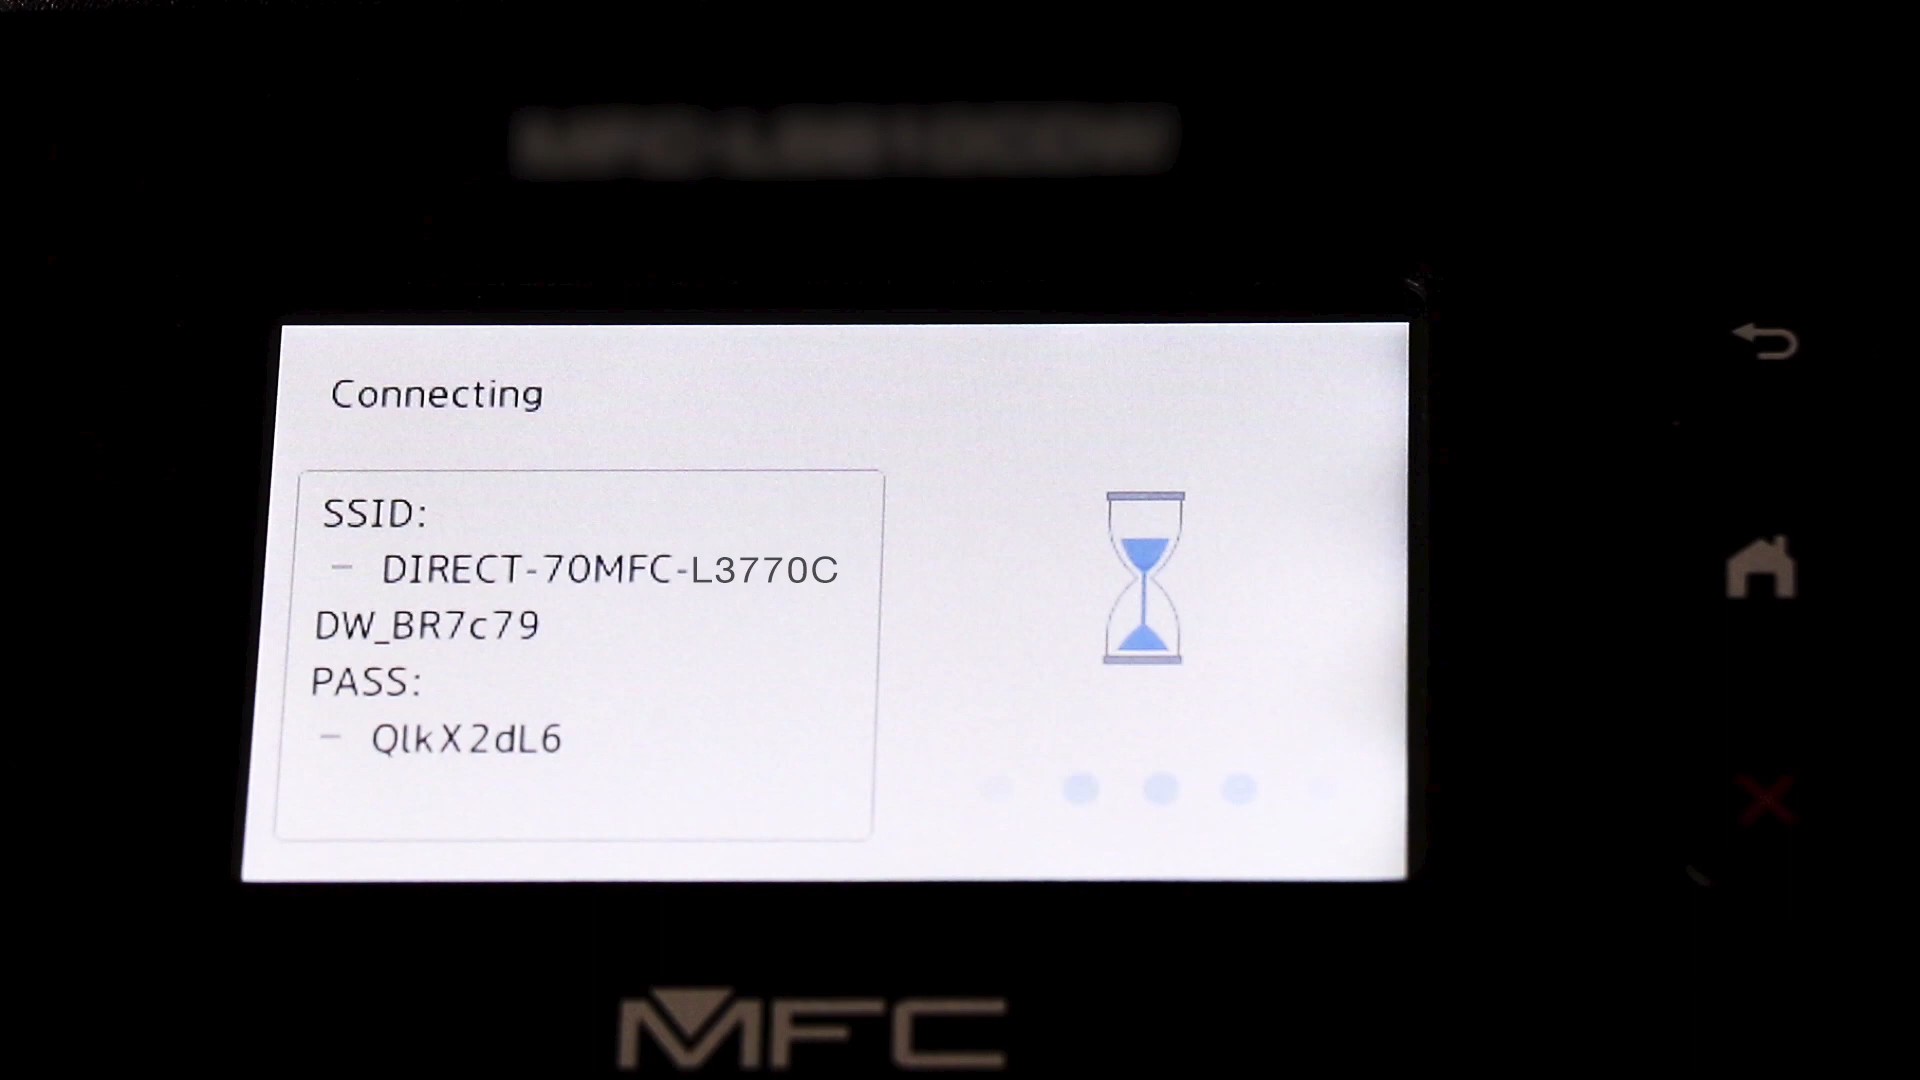 Connecting
SSID:
– DIRECT-70MFC-L3770C
DW_BR7c79
PASS:
– QlkX2dL6
MFC